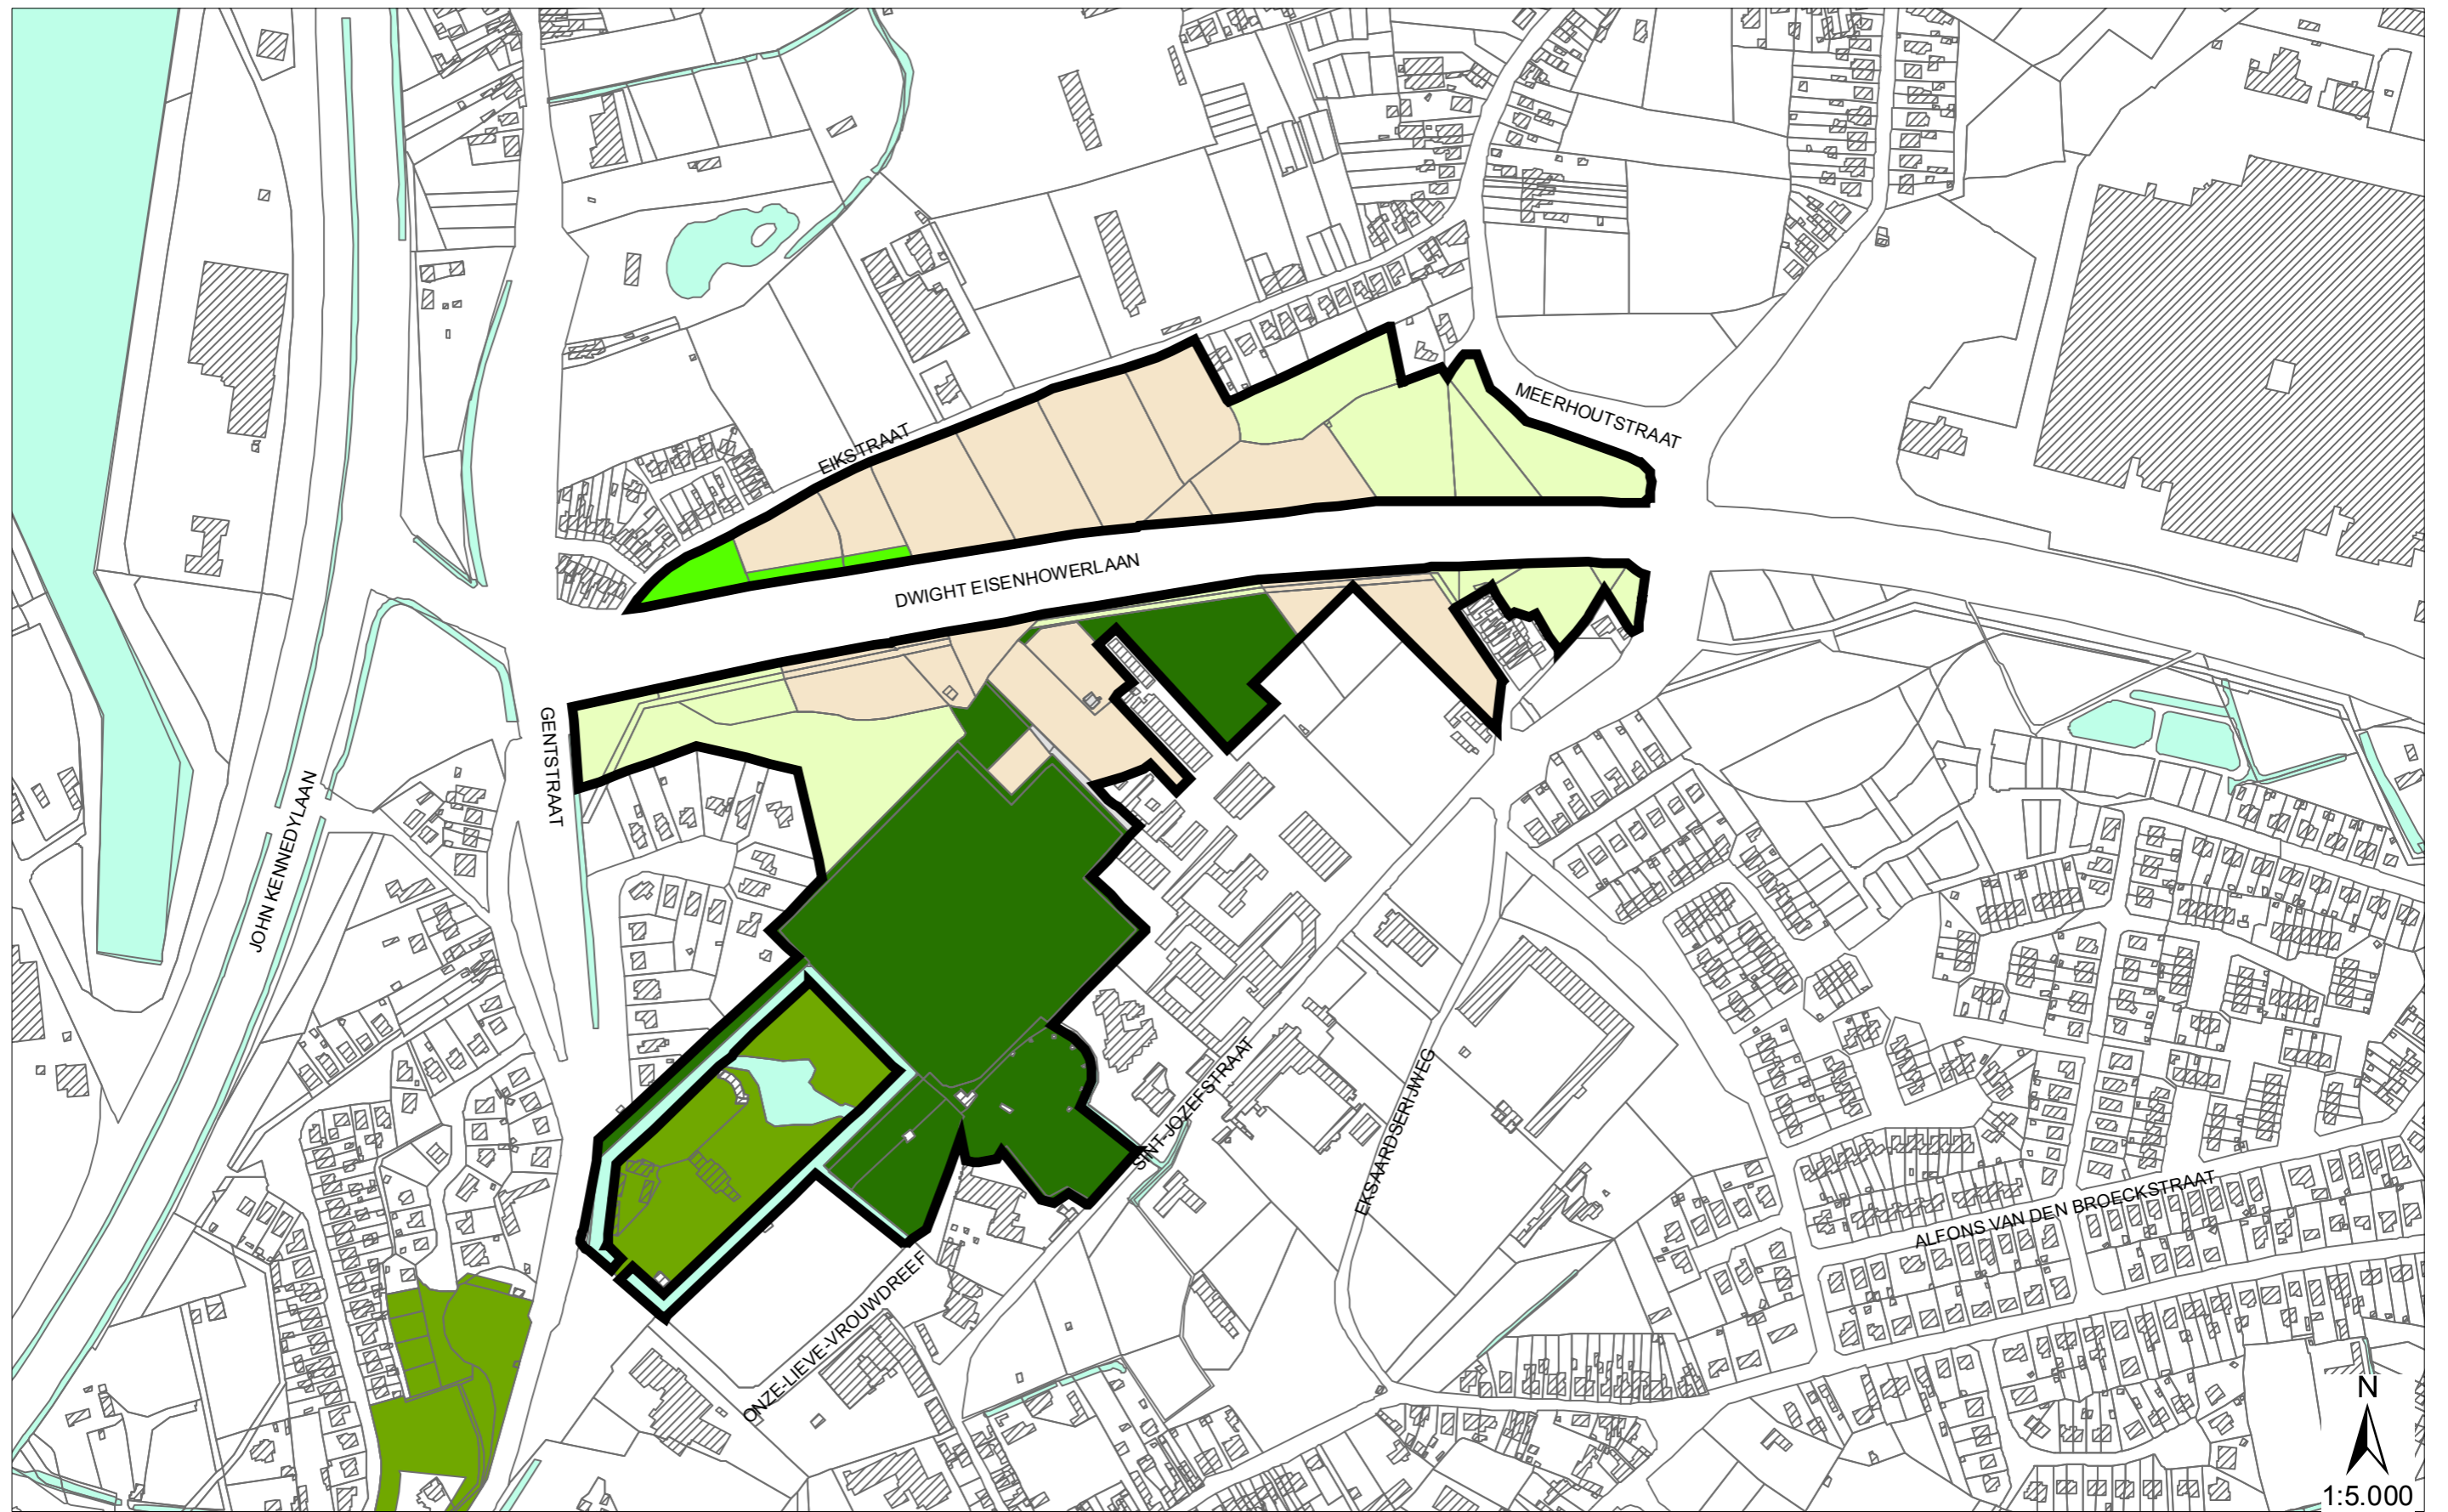 MEERHOUTSTRAAT
EIKSTRAAT
DWIGHT EISENHOWERLAAN
GENTSTRAAT
JOHN KENNEDYLAAN
SINT-JOZEFSTRAAT
EKSAARDSERIJWEG
ALFONS VAN DEN BROECKSTRAAT
ONZE-LIEVE-VROUWDREEF
N
1:5.000